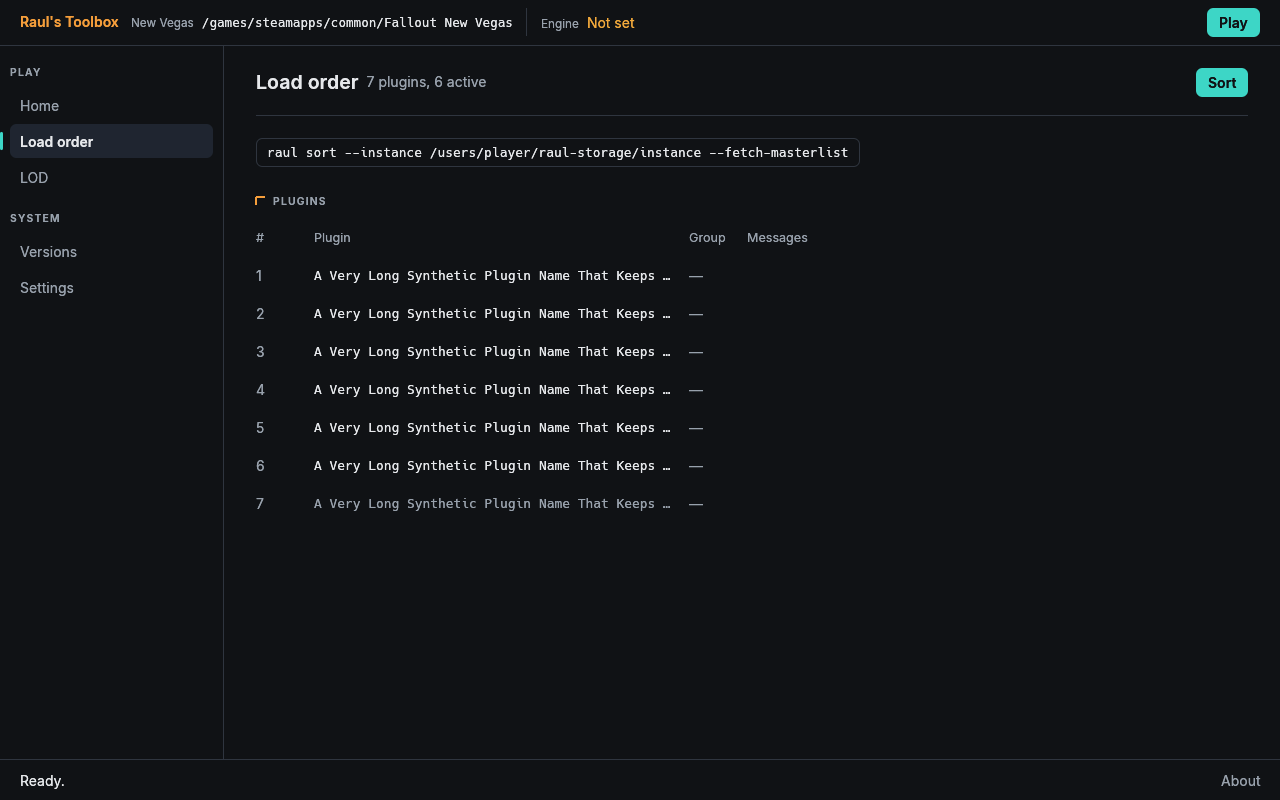 Raul's Toolbox New Vegas /games/steamapps/common/Fallout New Vegas Engine Not set Play
PLAY
Home
Load order
LOD
SYSTEM
Versions
Settings
Load order 7 plugins, 6 active Sort
raul sort --instance /users/player/raul-storage/instance --fetch-masterlist
PLUGINS
# Plugin Group Messages
1 A Very Long Synthetic Plugin Name That Keeps … —
2 A Very Long Synthetic Plugin Name That Keeps … —
3 A Very Long Synthetic Plugin Name That Keeps … —
4 A Very Long Synthetic Plugin Name That Keeps … —
5 A Very Long Synthetic Plugin Name That Keeps … —
6 A Very Long Synthetic Plugin Name That Keeps … —
7 A Very Long Synthetic Plugin Name That Keeps … —
Ready. About